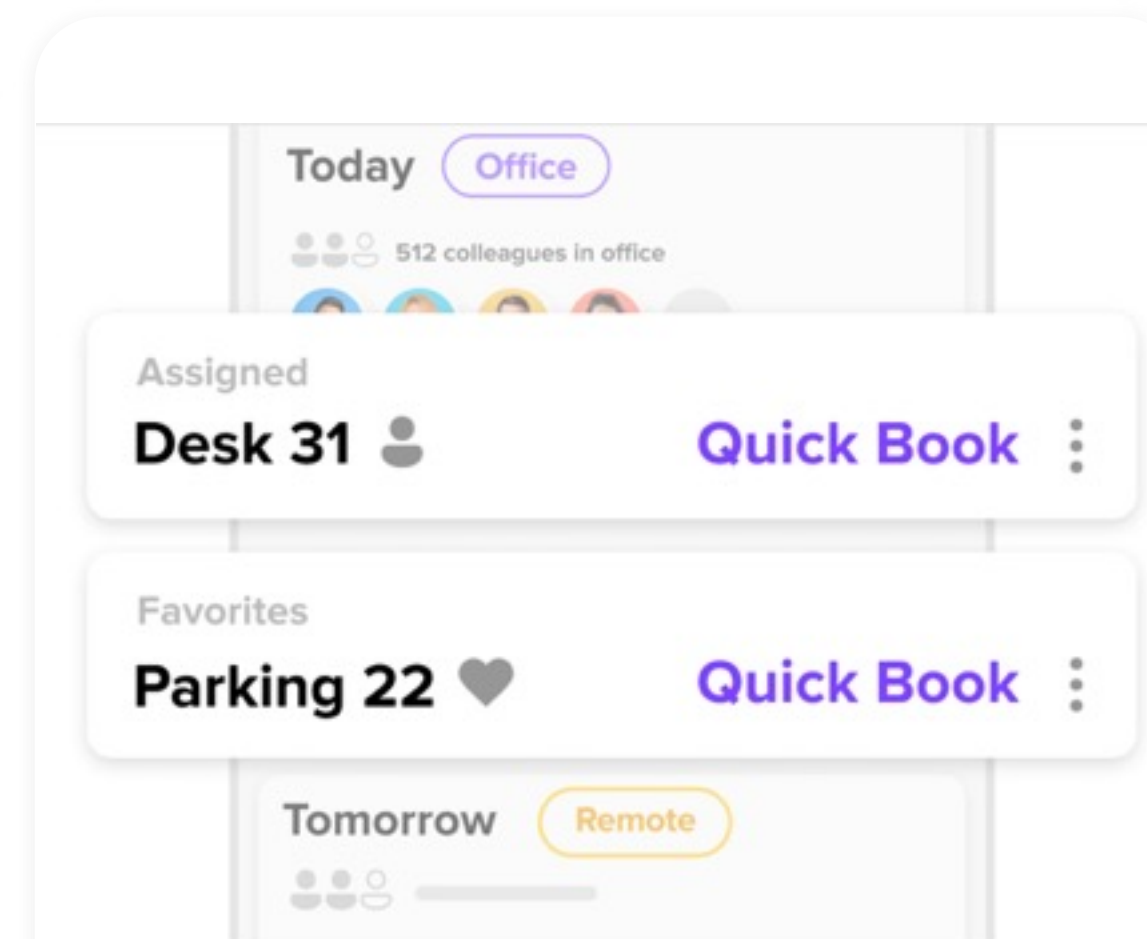 Today Office
512 colleagues in office
Assigned
Desk 31 Quick Book
Favorites
Parking 22 Quick Book
Tomorrow Remote